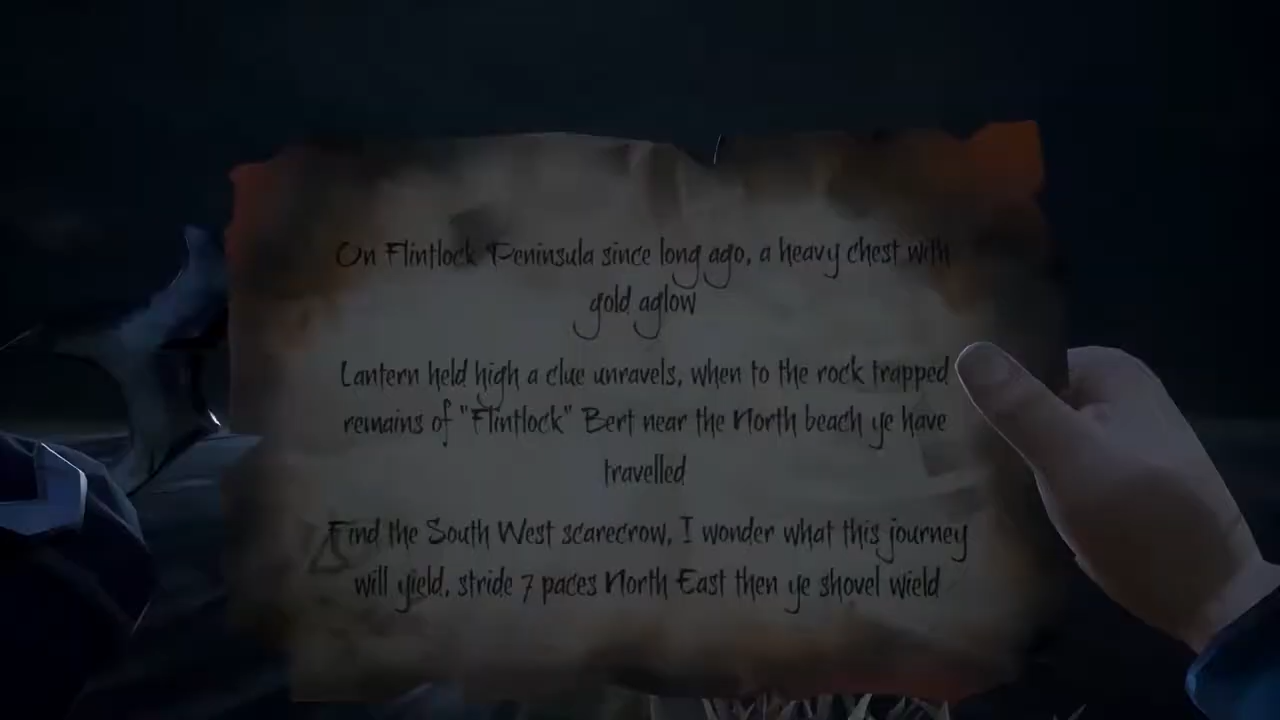 On Flintlock Peninsula since long ago, a heavy chest with
gold aglow
Lantern held high a clue unravels, when to the rock trapped
remains of "Flintlock" Bert near the North beach ye have
travelled
Find the South West scarecrow, I wonder what this journey
will yield, stride 7 paces North East then ye shovel wield